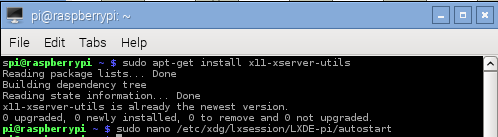 pi@raspberrypi: ~
File Edit Tabs Help
spi@raspberrypi ~ $ sudo apt-get install x11-xserver-utils
Reading package lists... Done
Building dependency tree
Reading state information... Done
x11-xserver-utils is already the newest version.
0 upgraded, 0 newly installed, 0 to remove and 0 not upgraded.
pi@raspberrypi ~ $ sudo nano /etc/xdg/lxsession/LXDE-pi/autostart